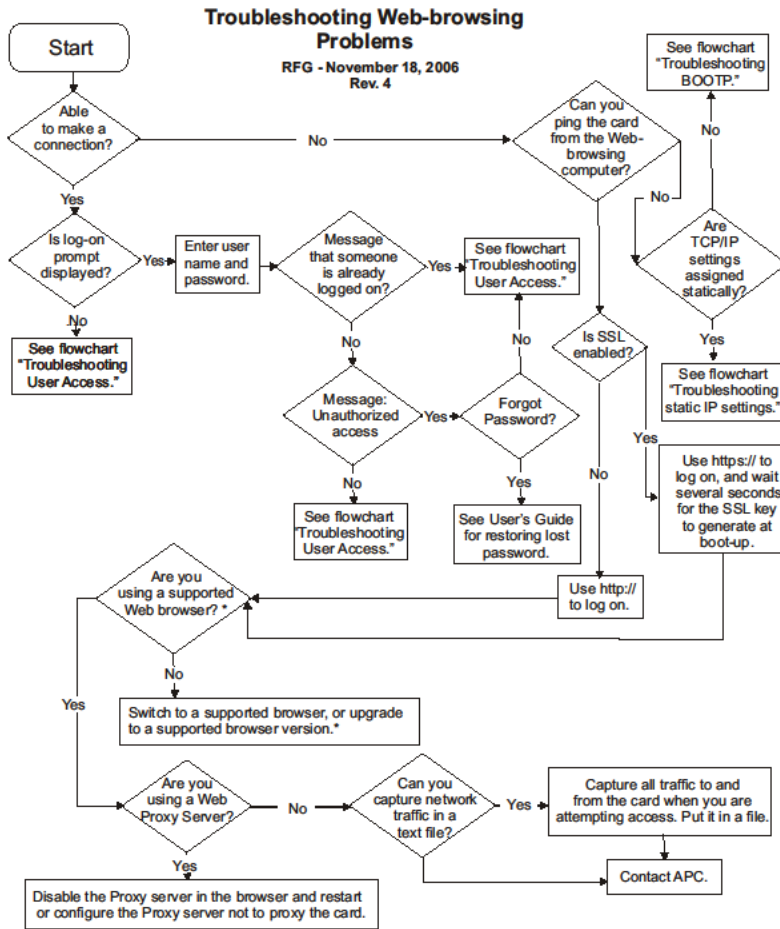 Troubleshooting Web-browsing
Problems
RFG - November 18, 2006
Rev. 4
Start
Able
to make a
connection?
No
Can you
ping the card
from the Web-
browsing
computer?
See flowchart
"Troubleshooting
BOOTP."
No
No
Yes
Yes
Are
TCP/IP
settings
assigned
statically?
Is log-on
prompt
displayed?
Yes
Enter user
name and
password.
Message
that someone
is already
logged on?
Yes
See flowchart
"Troubleshooting
User Access."
No
See flowchart
"Troubleshooting
User Access."
No
No
Is SSL
enabled?
Yes
See flowchart
"Troubleshooting
static IP settings."
Message:
Unauthorized
access
Yes
Forgot
Password?
Yes
No
Use https:// to
log on, and wait
several seconds
for the SSL key
to generate at
boot-up.
No
Yes
See flowchart
"Troubleshooting
User Access."
See User's Guide
for restoring lost
password.
Use http://
to log on.
Are you
using a supported
Web browser? *
No
Yes
Switch to a supported browser, or upgrade
to a supported browser version.*
Are you
using a Web
Proxy Server?
No
Can you
capture network
traffic in a
text file?
Yes
Capture all traffic to and
from the card when you are
attempting access. Put it in a file.
Yes
Contact APC.
Disable the Proxy server in the browser and restart
or configure the Proxy server not to proxy the card.